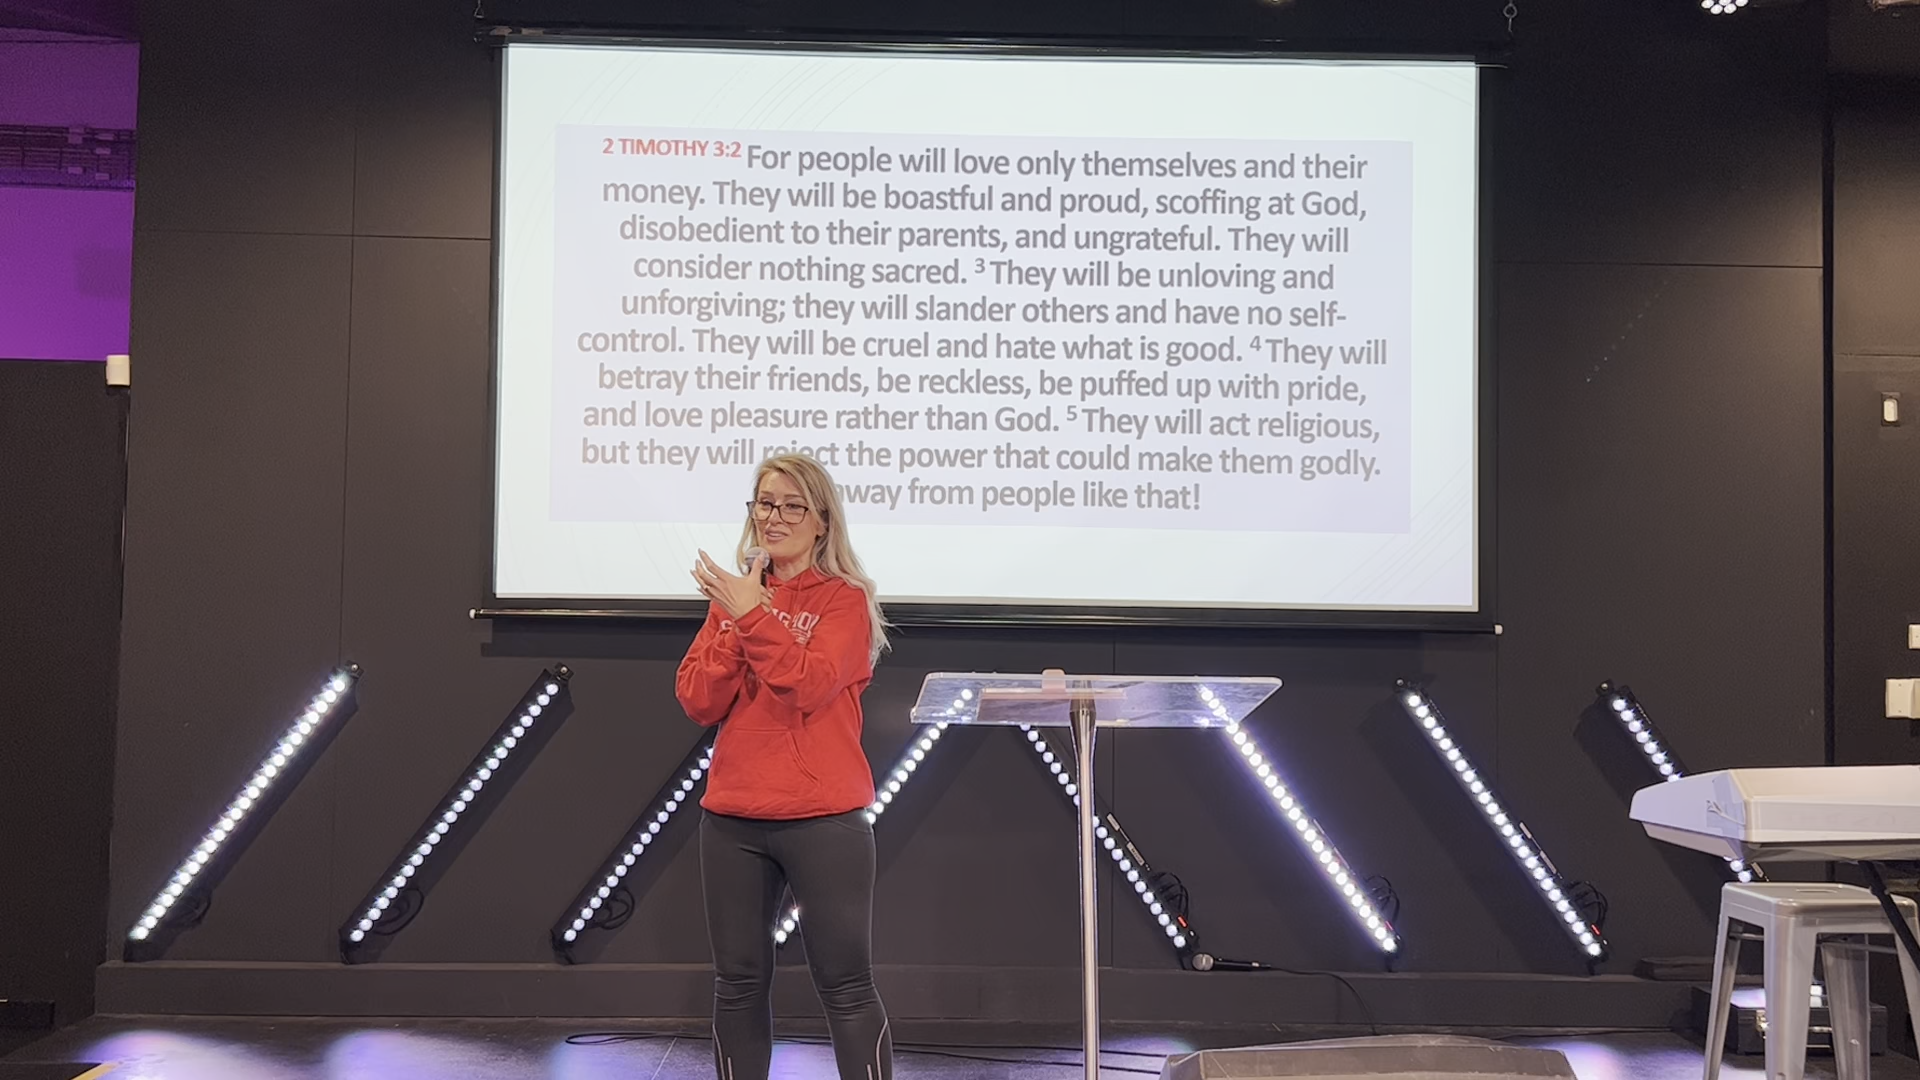 2 TIMOTHY 3:2 For people will love only themselves and their
money. They will be boastful and proud, scoffing at God,
disobedient to their parents, and ungrateful. They will
consider nothing sacred. 3 They will be unloving and
unforgiving; they will slander others and have no self-
control. They will be cruel and hate what is good. 4 They will
betray their friends, be reckless, be puffed up with pride,
and love pleasure rather than God. 5 They will act religious,
but they will reject the power that could make them godly.
away from people like that!